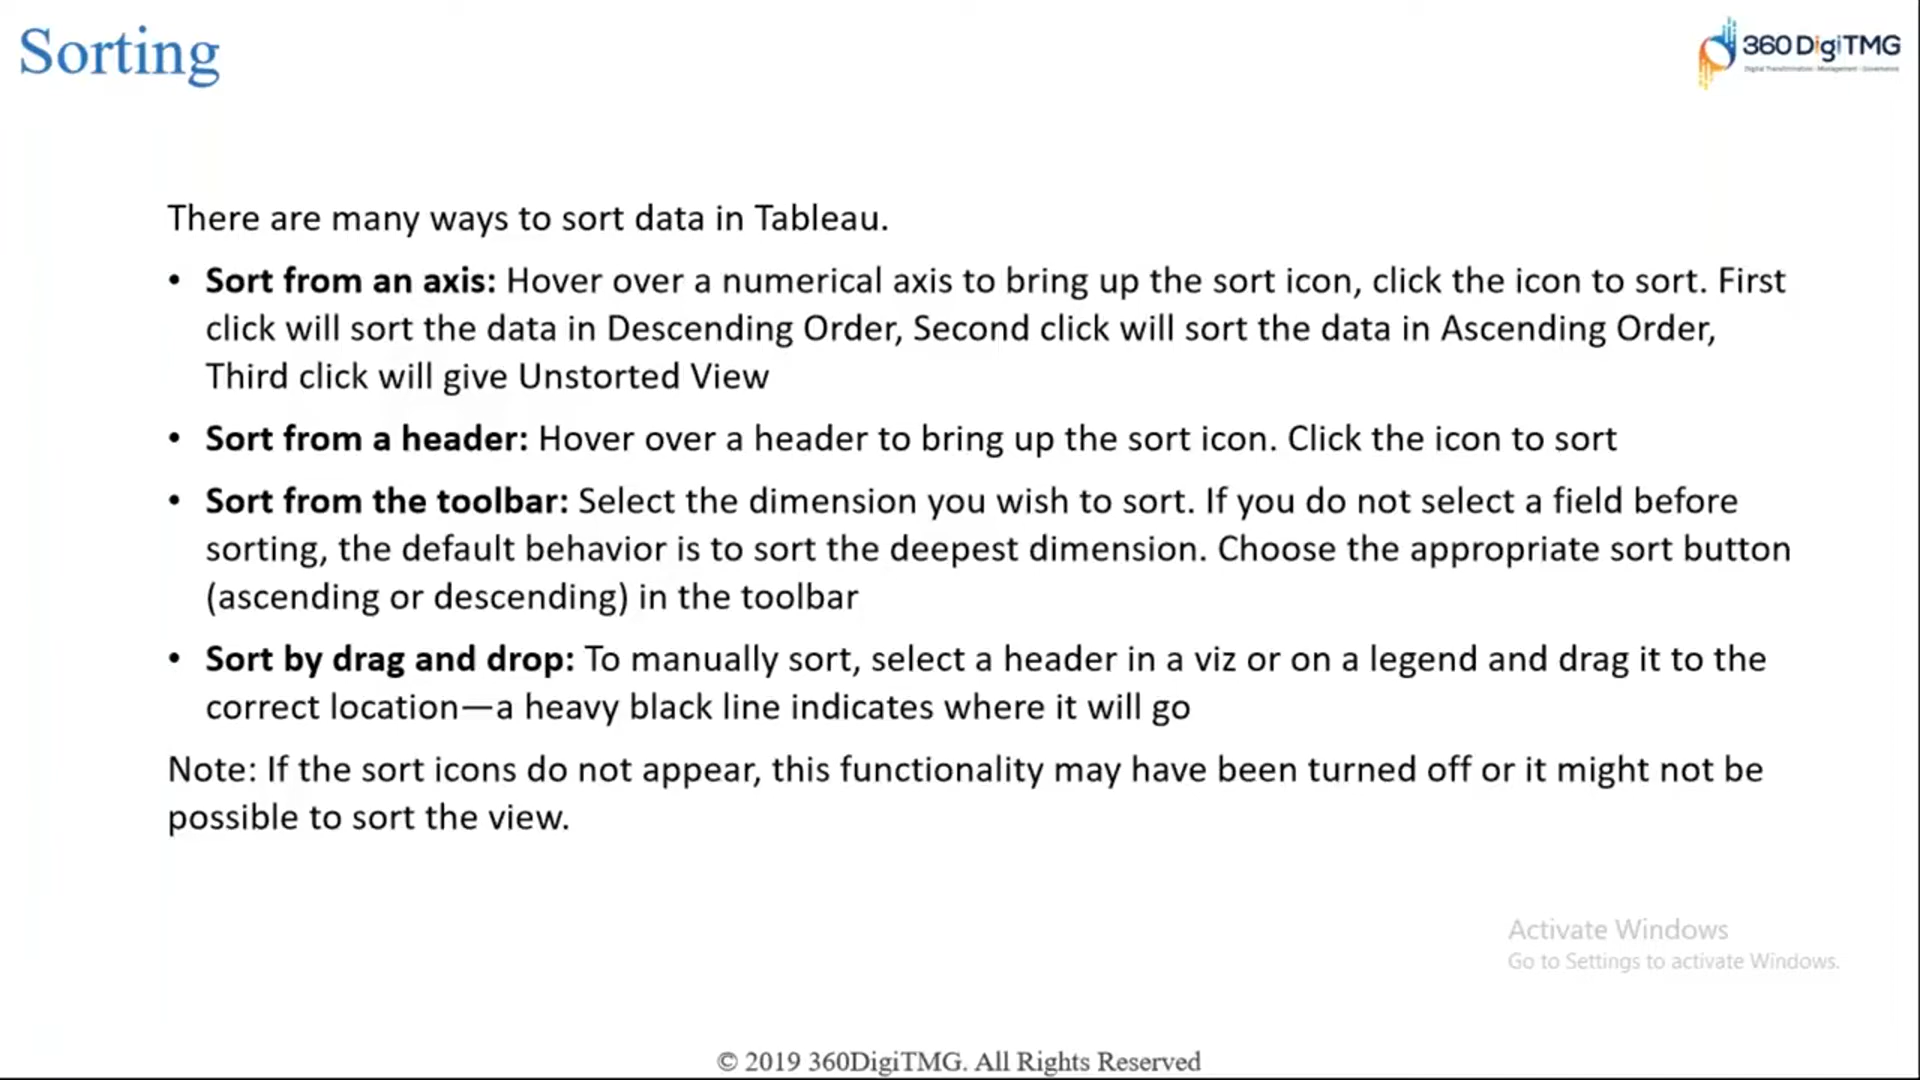 Sorting
360DigiTMG
There are many ways to sort data in Tableau.
• Sort from an axis: Hover over a numerical axis to bring up the sort icon, click the icon to sort. First
click will sort the data in Descending Order, Second click will sort the data in Ascending Order,
Third click will give Unstorted View
• Sort from a header: Hover over a header to bring up the sort icon. Click the icon to sort
• Sort from the toolbar: Select the dimension you wish to sort. If you do not select a field before
sorting, the default behavior is to sort the deepest dimension. Choose the appropriate sort button
(ascending or descending) in the toolbar
• Sort by drag and drop: To manually sort, select a header in a viz or on a legend and drag it to the
correct location—a heavy black line indicates where it will go
Note: If the sort icons do not appear, this functionality may have been turned off or it might not be
possible to sort the view.
Activate Windows
Go to Settings to activate Windows.
© 2019 360DigiTMG. All Rights Reserved